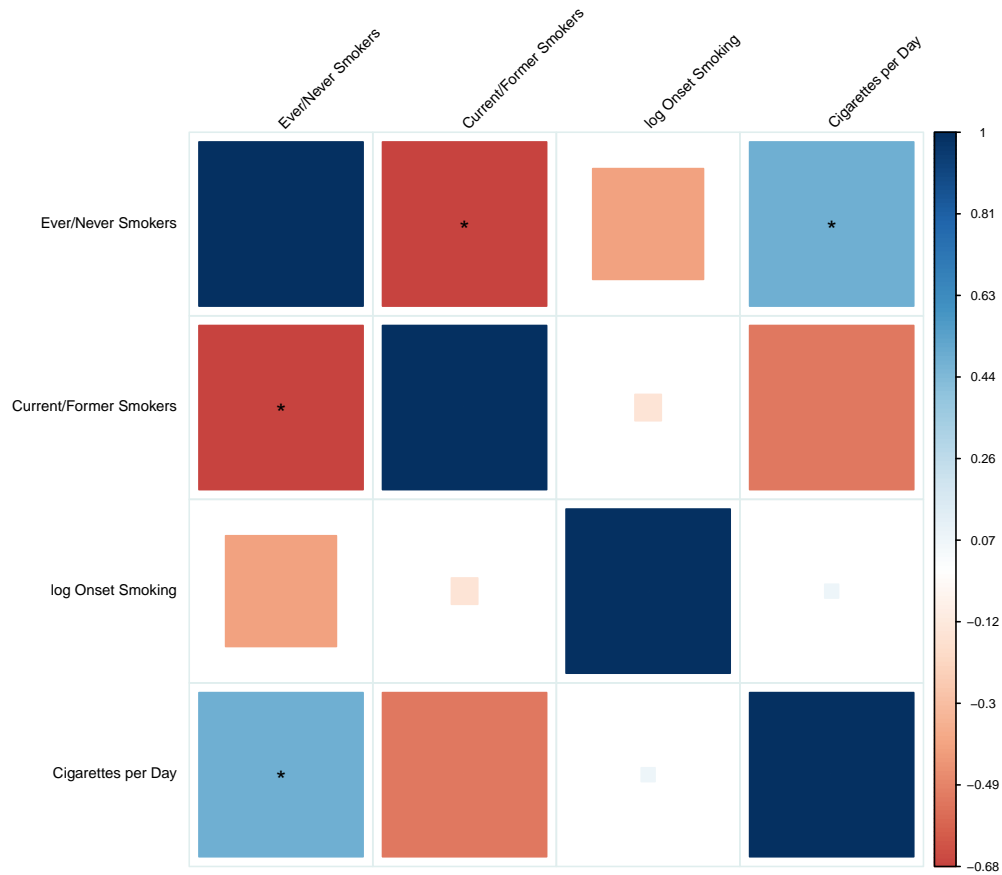 Ever/Never Smokers
Current/Former Smokers
log Onset Smoking
Cigarettes per Day
Ever/Never Smokers
*
*
Current/Former Smokers
*
log Onset Smoking
Cigarettes per Day
*
1
0.81
0.63
0.44
0.26
0.07
−0.12
−0.3
−0.49
−0.68